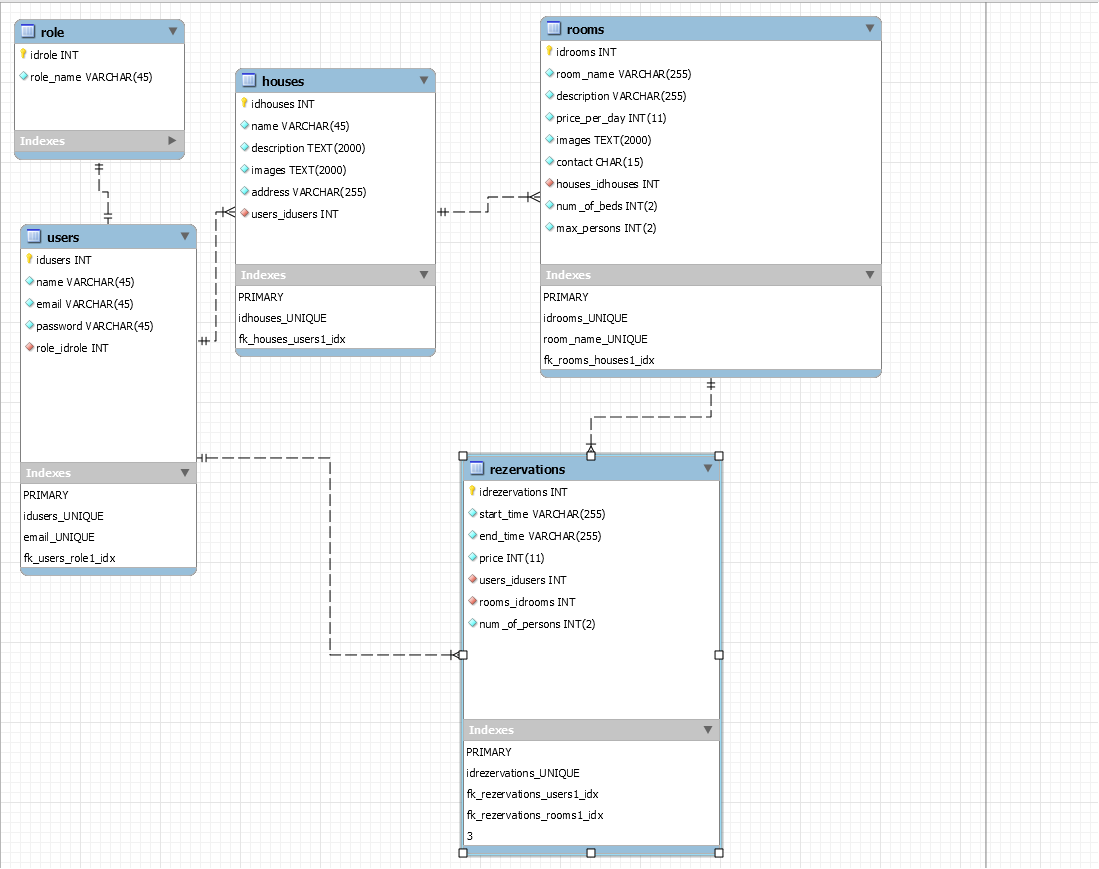 role
idrole INT
role_name VARCHAR(45)
Indexes
users
idusers INT
name VARCHAR(45)
email VARCHAR(45)
password VARCHAR(45)
role_idrole INT
Indexes
PRIMARY
idusers_UNIQUE
email_UNIQUE
fk_users_role1_idx
houses
idhouses INT
name VARCHAR(45)
description TEXT(2000)
images TEXT(2000)
address VARCHAR(255)
users_idusers INT
Indexes
PRIMARY
idhouses_UNIQUE
fk_houses_users1_idx
rooms
idrooms INT
room_name VARCHAR(255)
description VARCHAR(255)
price_per_day INT(11)
images TEXT(2000)
contact CHAR(15)
houses_idhouses INT
num_of_beds INT(2)
max_persons INT(2)
Indexes
PRIMARY
idrooms_UNIQUE
room_name_UNIQUE
fk_rooms_houses1_idx
rezervations
idrezervations INT
start_time VARCHAR(255)
end_time VARCHAR(255)
price INT(11)
users_idusers INT
rooms_idrooms INT
num_of_persons INT(2)
Indexes
PRIMARY
idrezervations_UNIQUE
fk_rezervations_users1_idx
fk_rezervations_rooms1_idx
3